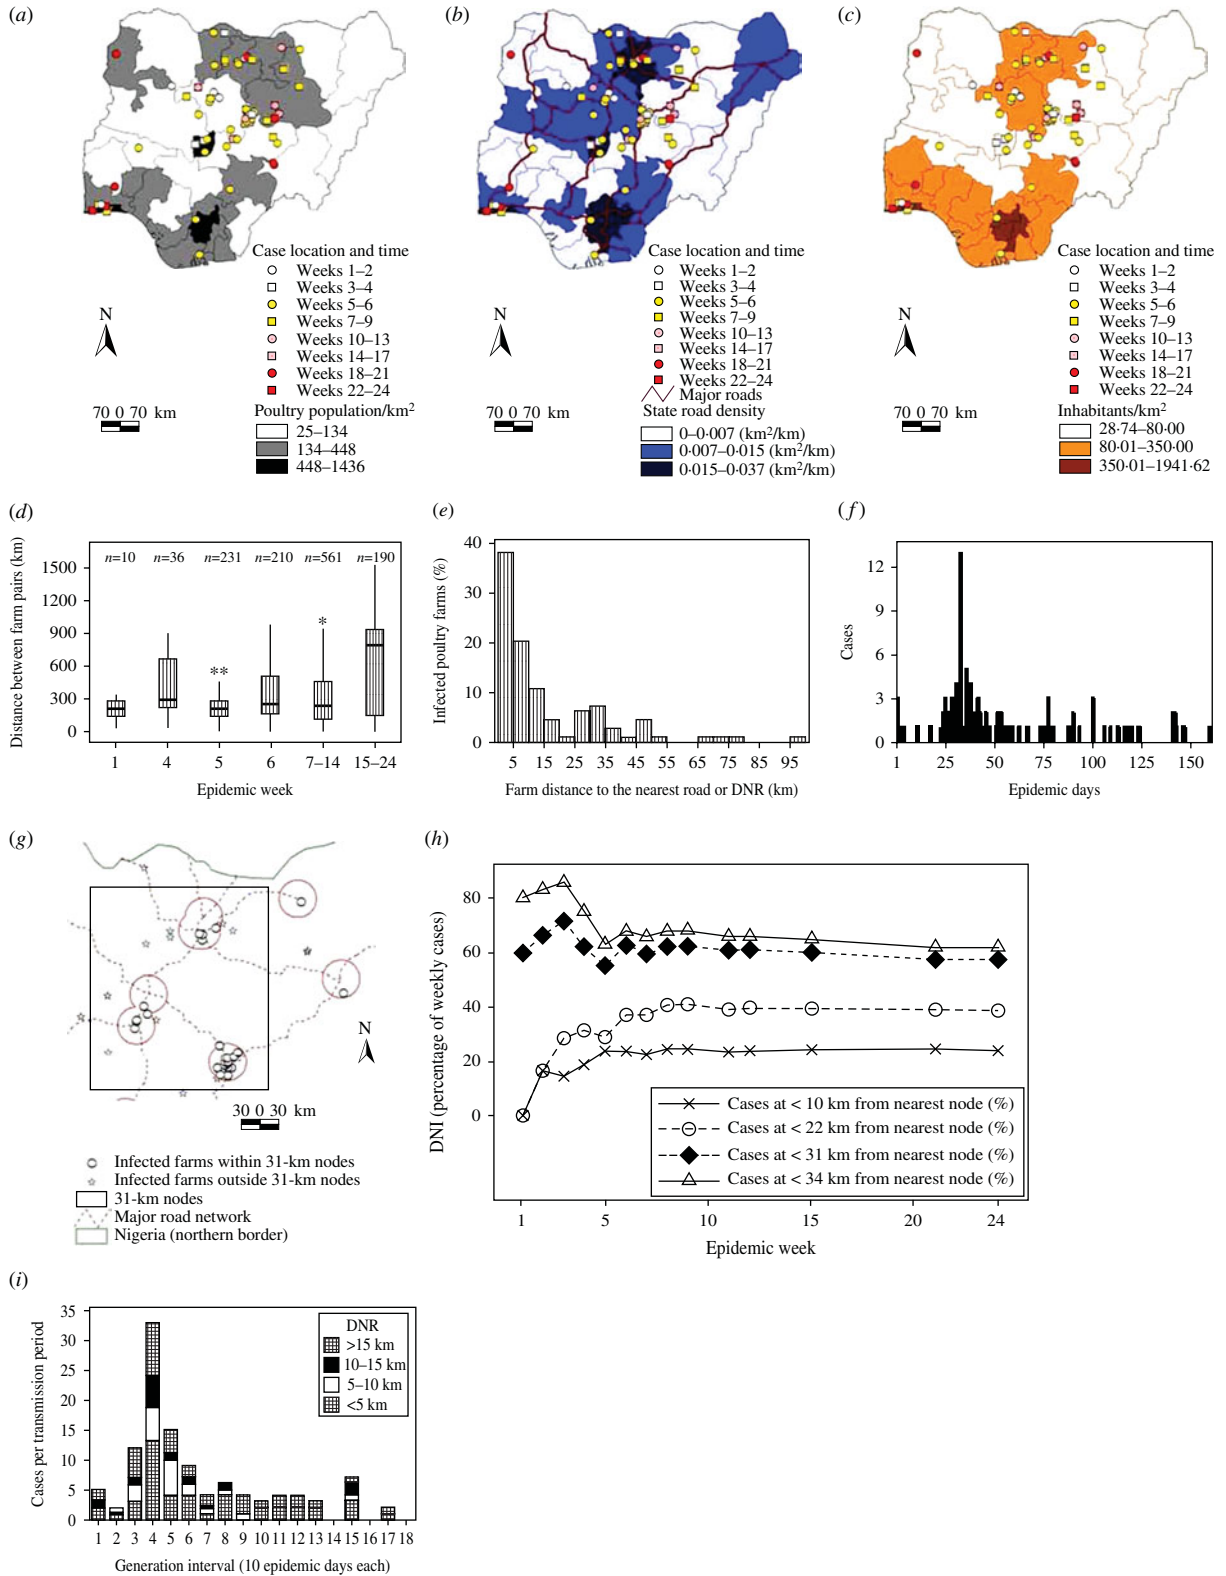 (a)
N
70 0 70 km
Case location and time
Weeks 1–2
Weeks 3–4
Weeks 5–6
Weeks 7–9
Weeks 10–13
Weeks 14–17
Weeks 18–21
Weeks 22–24
Poultry population/km²
25–134
134–448
448–1436
(b)
N
70 0 70 km
Case location and time
Weeks 1–2
Weeks 3–4
Weeks 5–6
Weeks 7–9
Weeks 10–13
Weeks 14–17
Weeks 18–21
Weeks 22–24
Major roads
State road density
0–0·007 (km²/km)
0·007–0·015 (km²/km)
0·015–0·037 (km²/km)
(c)
N
70 0 70 km
Case location and time
Weeks 1–2
Weeks 3–4
Weeks 5–6
Weeks 7–9
Weeks 10–13
Weeks 14–17
Weeks 18–21
Weeks 22–24
Inhabitants/km²
28·74–80·00
80·01–350·00
350·01–1941·62
(d)
Distance between farm pairs (km)
1500
1200
900
600
300
0
n=10 n=36 n=231 n=210 n=561 n=190
** *
1 4 5 6 7–14 15–24
Epidemic week
(e)
Infected poultry farms (%)
40
30
20
10
0
5 15 25 35 45 55 65 75 85 95
Farm distance to the nearest road or DNR (km)
(f)
Cases
12
9
6
3
0
1 25 50 75 100 125 150
Epidemic days
(g)
N
30 0 30 km
Infected farms within 31-km nodes
Infected farms outside 31-km nodes
31-km nodes
Major road network
Nigeria (northern border)
(h)
DNI (percentage of weekly cases)
80
60
40
20
0
Cases at < 10 km from nearest node (%)
Cases at < 22 km from nearest node (%)
Cases at < 31 km from nearest node (%)
Cases at < 34 km from nearest node (%)
1 5 10 15 20 24
Epidemic week
(i)
Cases per transmission period
35
30
25
20
15
10
5
0
DNR
>15 km
10–15 km
5–10 km
<5 km
1 2 3 4 5 6 7 8 9 10 11 12 13 14 15 16 17 18
Generation interval (10 epidemic days each)